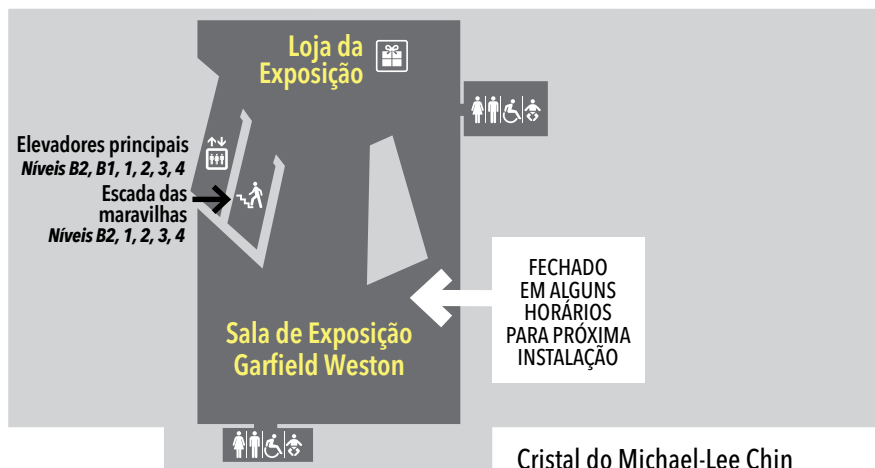 Loja da
Exposição
Elevadores principais
Níveis B2, B1, 1, 2, 3, 4
Escada das
maravilhas
Níveis B2, 1, 2, 3, 4
FECHADO
EM ALGUNS
HORÁRIOS
PARA PRÓXIMA
INSTALAÇÃO
Sala de Exposição
Garfield Weston
Cristal do Michael-Lee Chin